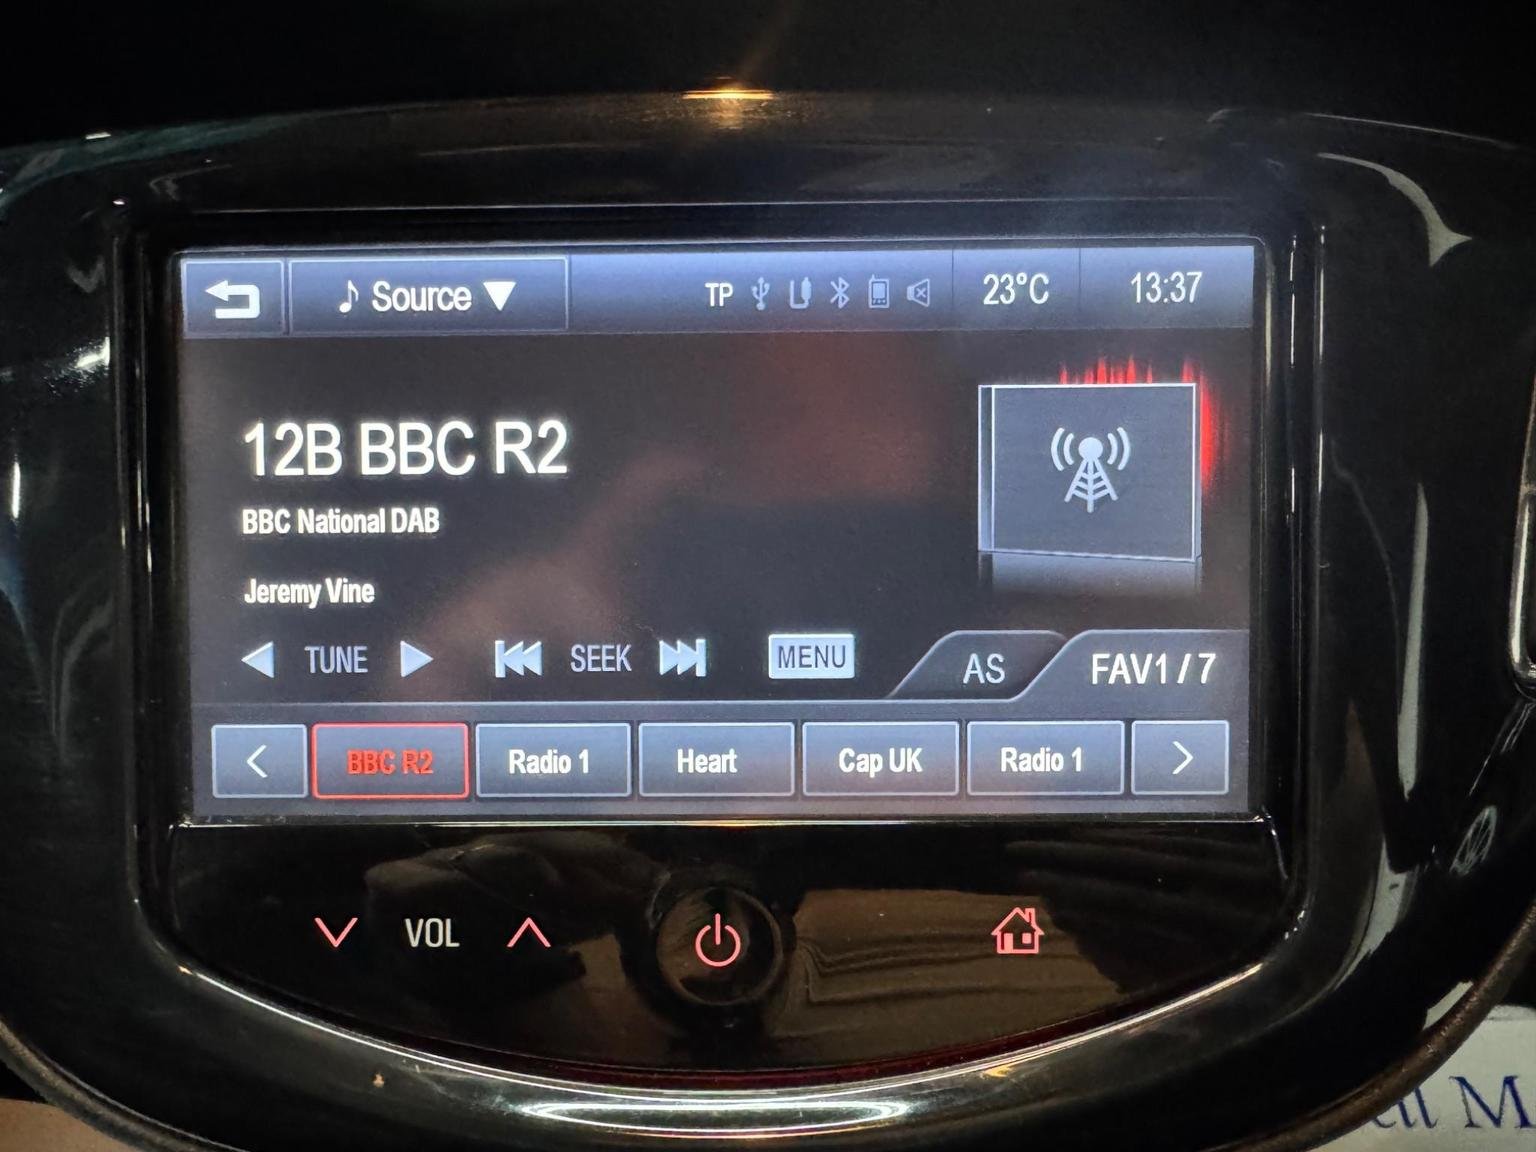 Source
TP 23°C 13:37
12B BBC R2
BBC National DAB
Jeremy Vine
TUNE SEEK MENU AS FAV1/7
< BBC R2 Radio 1 Heart Cap UK Radio 1 >
VOL
M